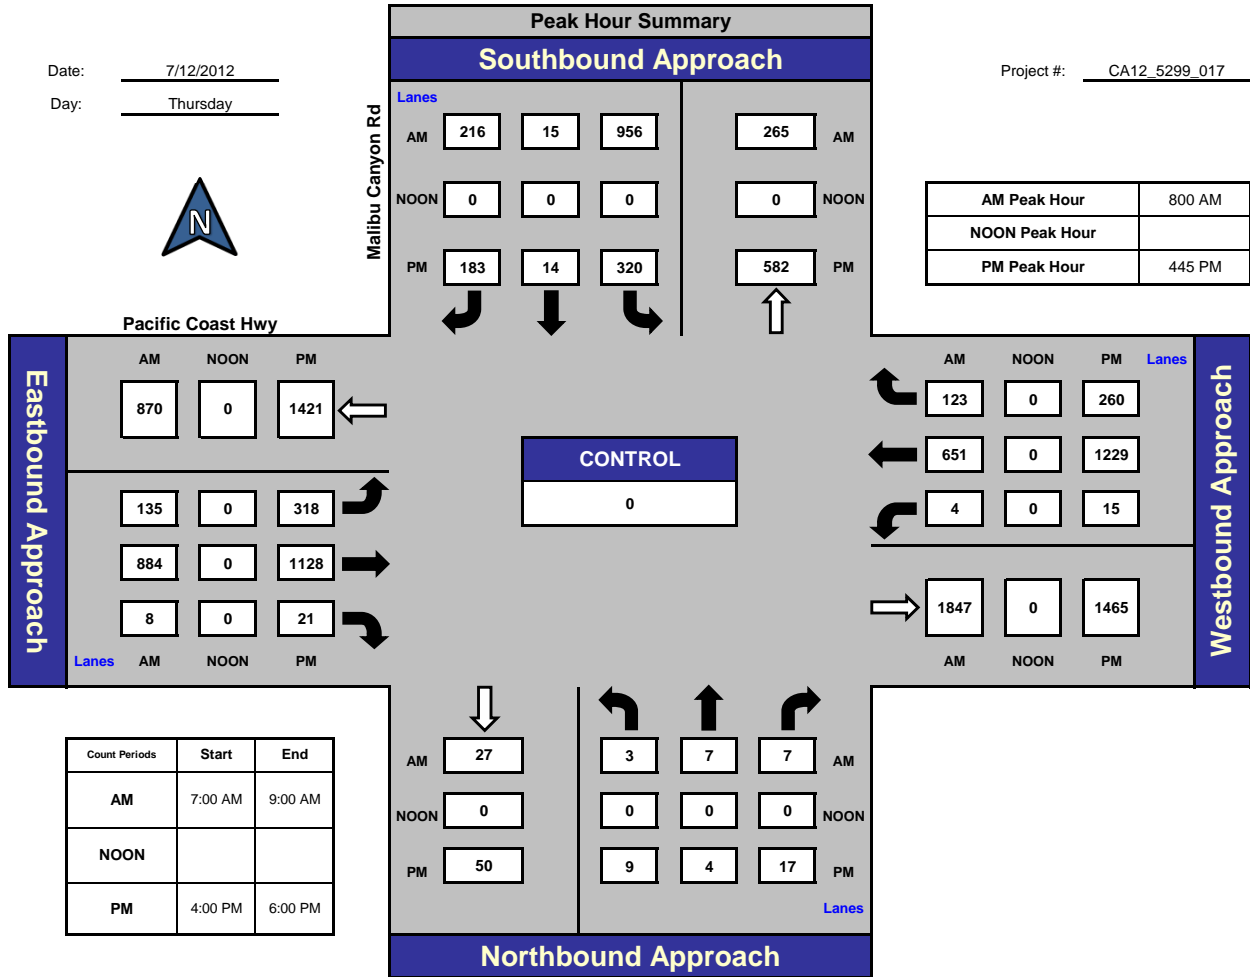 Peak Hour Summary
Southbound Approach
Date: 7/12/2012
Project #: CA12_5299_017
Day: Thursday
Malibu Canyon Rd
Lanes
AM 216 15 956 265 AM
NOON 0 0 0 0 NOON
PM 183 14 320 582 PM
N
AM Peak Hour 800 AM
NOON Peak Hour
PM Peak Hour 445 PM
Pacific Coast Hwy
Eastbound Approach
AM NOON PM
870 0 1421
135 0 318
884 0 1128
8 0 21
Lanes AM NOON PM
CONTROL
0
AM NOON PM Lanes
123 0 260
651 0 1229
4 0 15
1847 0 1465
AM NOON PM
Westbound Approach
Count Periods Start End
AM 7:00 AM 9:00 AM
NOON
PM 4:00 PM 6:00 PM
AM 27 3 7 7 AM
NOON 0 0 0 0 NOON
PM 50 9 4 17 PM
Lanes
Northbound Approach